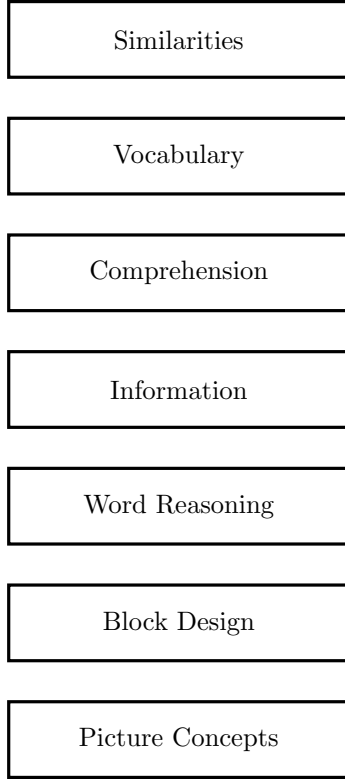 Similarities
Vocabulary
Comprehension
Information
Word Reasoning
Block Design
Picture Concepts